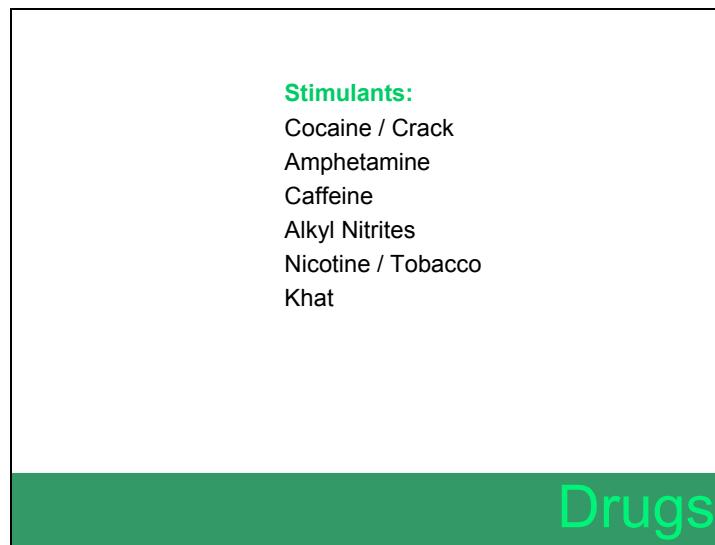 Stimulants:
Cocaine / Crack
Amphetamine
Caffeine
Alkyl Nitrites
Nicotine / Tobacco
Khat
Drugs